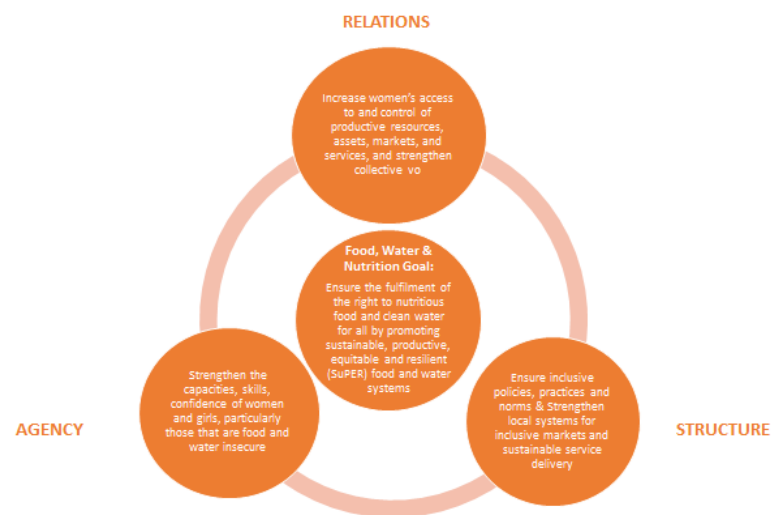 RELATIONS
Increase women's access
to and control of
productive resources,
assets, markets, and
services, and strengthen
collective vo
Food, Water &
Nutrition Goal:
Ensure the fulfilment of
the right to nutritious
food and clean water
for all by promoting
sustainable, productive,
equitable and resilient
(SuPER) food and water
systems
Strengthen the
capacities, skills,
confidence of women
and girls, particularly
those that are food and
water insecure
AGENCY
Ensure inclusive
policies, practices and
norms & Strengthen
local systems for
inclusive markets and
sustainable service
delivery
STRUCTURE